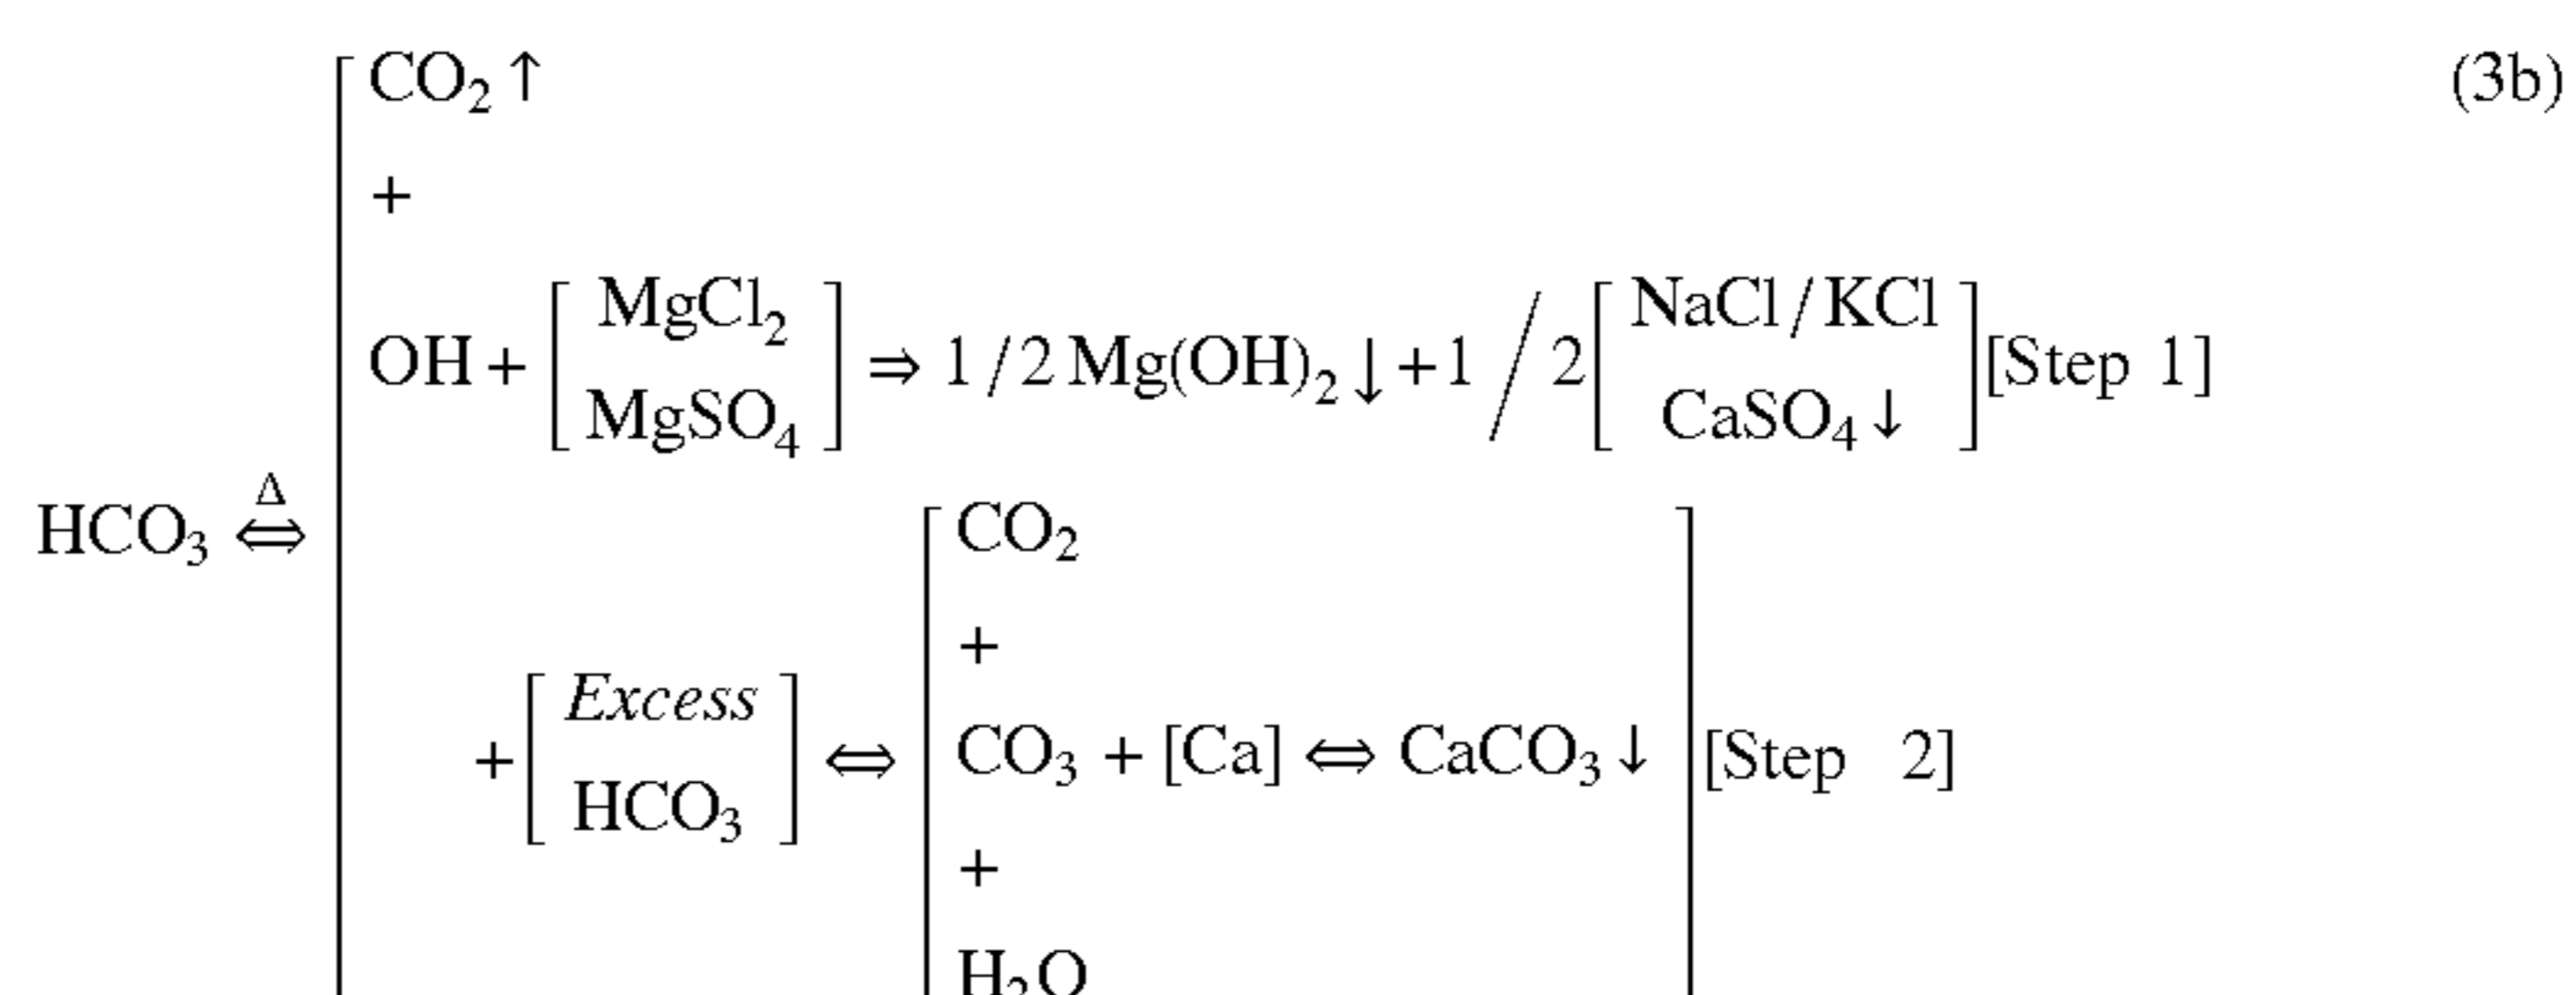 CO₂↑ (3b)
+
MgCl₂ NaCl/KCl
OH + [ ] ⇒ 1/2 Mg(OH)₂↓ + 1/2 [ ] [Step 1]
MgSO₄ CaSO₄↓
HCO₃ ⇔ Δ
CO₂
+
Excess
+ [ ] ⇔ CO₃ + [Ca] ⇔ CaCO₃↓ [Step 2]
HCO₃
+
H₂O